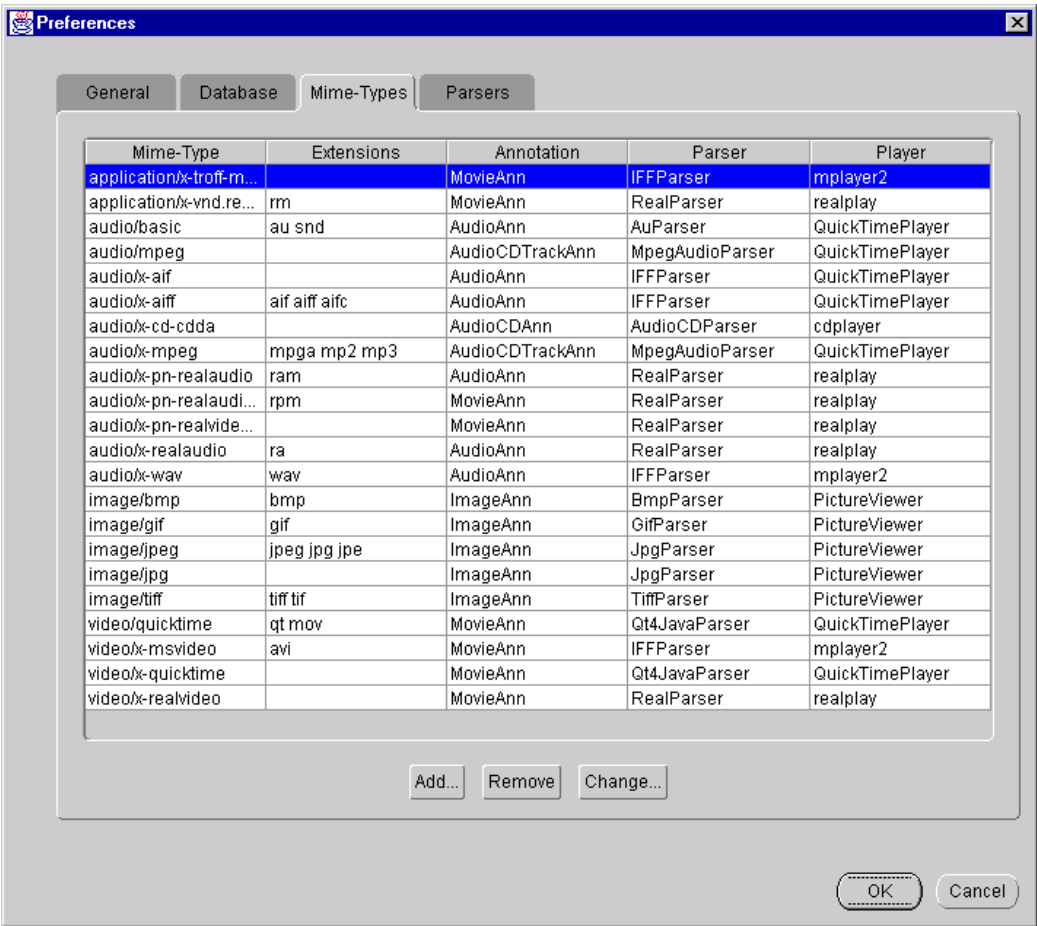 Preferences
General Database Mime-Types Parsers
Mime-Type Extensions Annotation Parser Player
application/x-troff-m... MovieAnn IFFParser mplayer2
application/x-vnd.re... rm MovieAnn RealParser realplay
audio/basic au snd AudioAnn AuParser QuickTimePlayer
audio/mpeg AudioCDTrackAnn MpegAudioParser QuickTimePlayer
audio/x-aif AudioAnn IFFParser QuickTimePlayer
audio/x-aiff aif aiff aifc AudioAnn IFFParser QuickTimePlayer
audio/x-cd-cdda AudioCDAnn AudioCDParser cdplayer
audio/x-mpeg mpga mp2 mp3 AudioCDTrackAnn MpegAudioParser QuickTimePlayer
audio/x-pn-realaudio ram AudioAnn RealParser realplay
audio/x-pn-realaudi... rpm MovieAnn RealParser realplay
audio/x-pn-realvide... MovieAnn RealParser realplay
audio/x-realaudio ra AudioAnn RealParser realplay
audio/x-wav wav AudioAnn IFFParser mplayer2
image/bmp bmp ImageAnn BmpParser PictureViewer
image/gif gif ImageAnn GifParser PictureViewer
image/jpeg jpeg jpg jpe ImageAnn JpgParser PictureViewer
image/jpg ImageAnn JpgParser PictureViewer
image/tiff tiff tif ImageAnn TiffParser PictureViewer
video/quicktime qt mov MovieAnn Qt4JavaParser QuickTimePlayer
video/x-msvideo avi MovieAnn IFFParser mplayer2
video/x-quicktime MovieAnn Qt4JavaParser QuickTimePlayer
video/x-realvideo MovieAnn RealParser realplay
Add... Remove Change...
OK Cancel